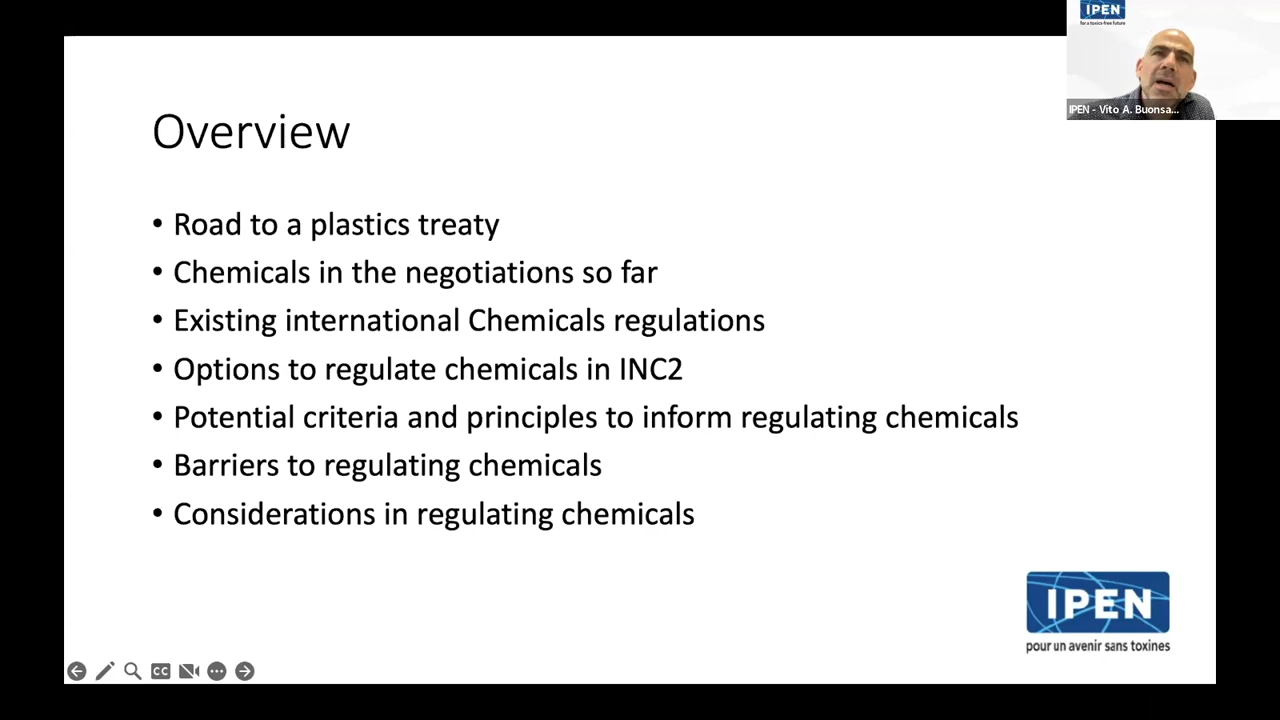 IPEN
for a toxics-free future
IPEN - Vito A. Buonsa...
Overview
• Road to a plastics treaty
• Chemicals in the negotiations so far
• Existing international Chemicals regulations
• Options to regulate chemicals in INC2
• Potential criteria and principles to inform regulating chemicals
• Barriers to regulating chemicals
• Considerations in regulating chemicals
IPEN
pour un avenir sans toxines
CC